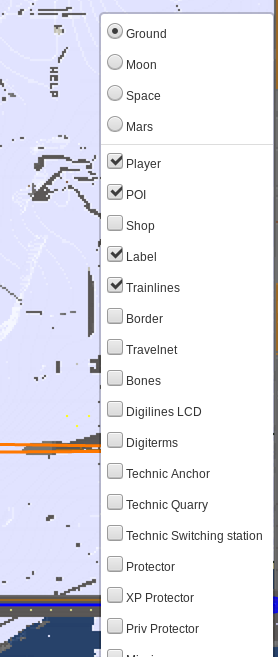 HELP
Ground
Moon
Space
Mars
Player
POI
Shop
Label
Trainlines
Border
Travelnet
Bones
Digilines LCD
Digiterms
Technic Anchor
Technic Quarry
Technic Switching station
Protector
XP Protector
Priv Protector